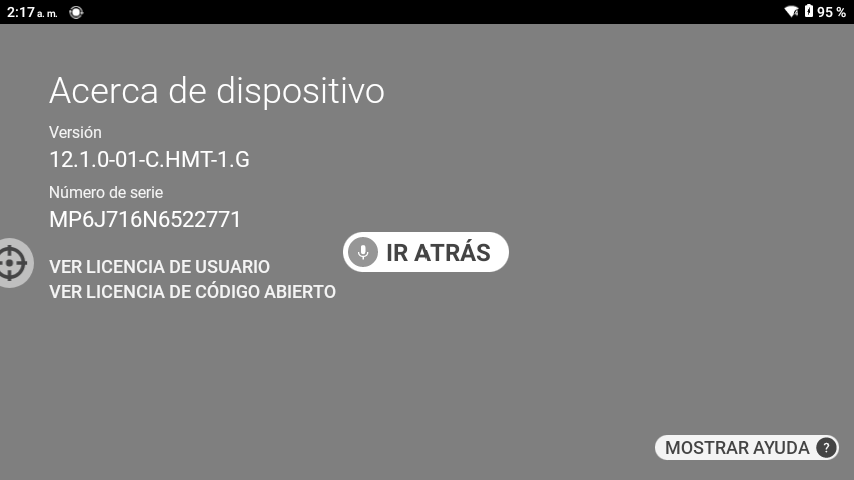 2:17 a. m.
95 %
Acerca de dispositivo
Versión
12.1.0-01-C.HMT-1.G
Número de serie
MP6J716N6522771
IR ATRÁS
VER LICENCIA DE USUARIO
VER LICENCIA DE CÓDIGO ABIERTO
MOSTRAR AYUDA ?